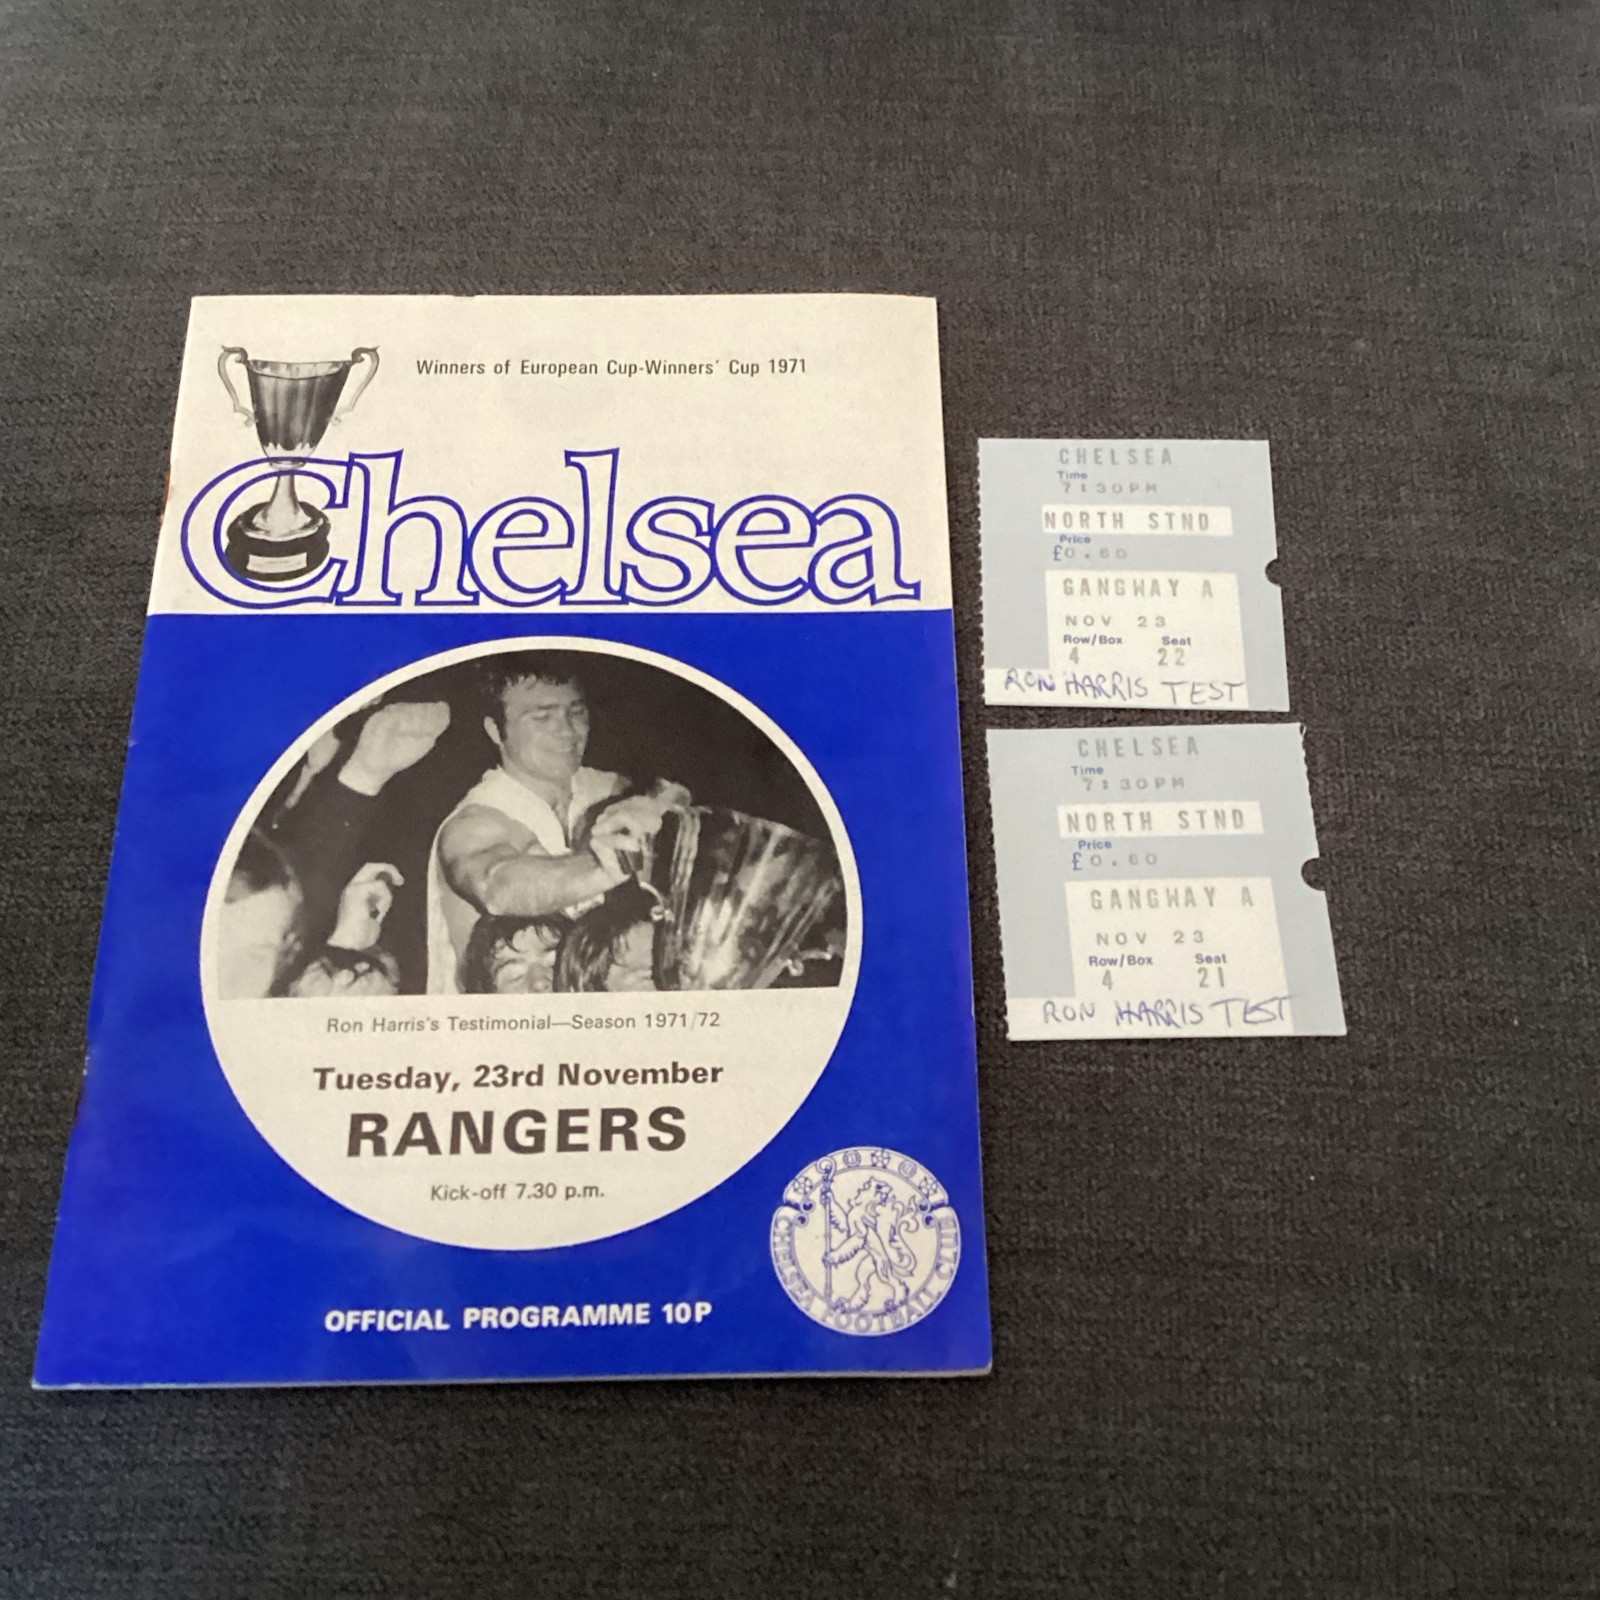 Winners of European Cup-Winners' Cup 1971
Chelsea
Ron Harris's Testimonial—Season 1971/72
Tuesday, 23rd November
RANGERS
Kick-off 7.30 p.m.
OFFICIAL PROGRAMME 10P
CHELSEA FOOTBALL CLUB
CHELSEA
Time
7:30PM
NORTH STND
Price
£0.60
GANGWAY A
NOV 23
Row/Box Seat
4 22
RON HARRIS TEST
CHELSEA
Time
7:30PM
NORTH STND
Price
£0.60
GANGWAY A
NOV 23
Row/Box Seat
4 21
RON HARRIS TEST